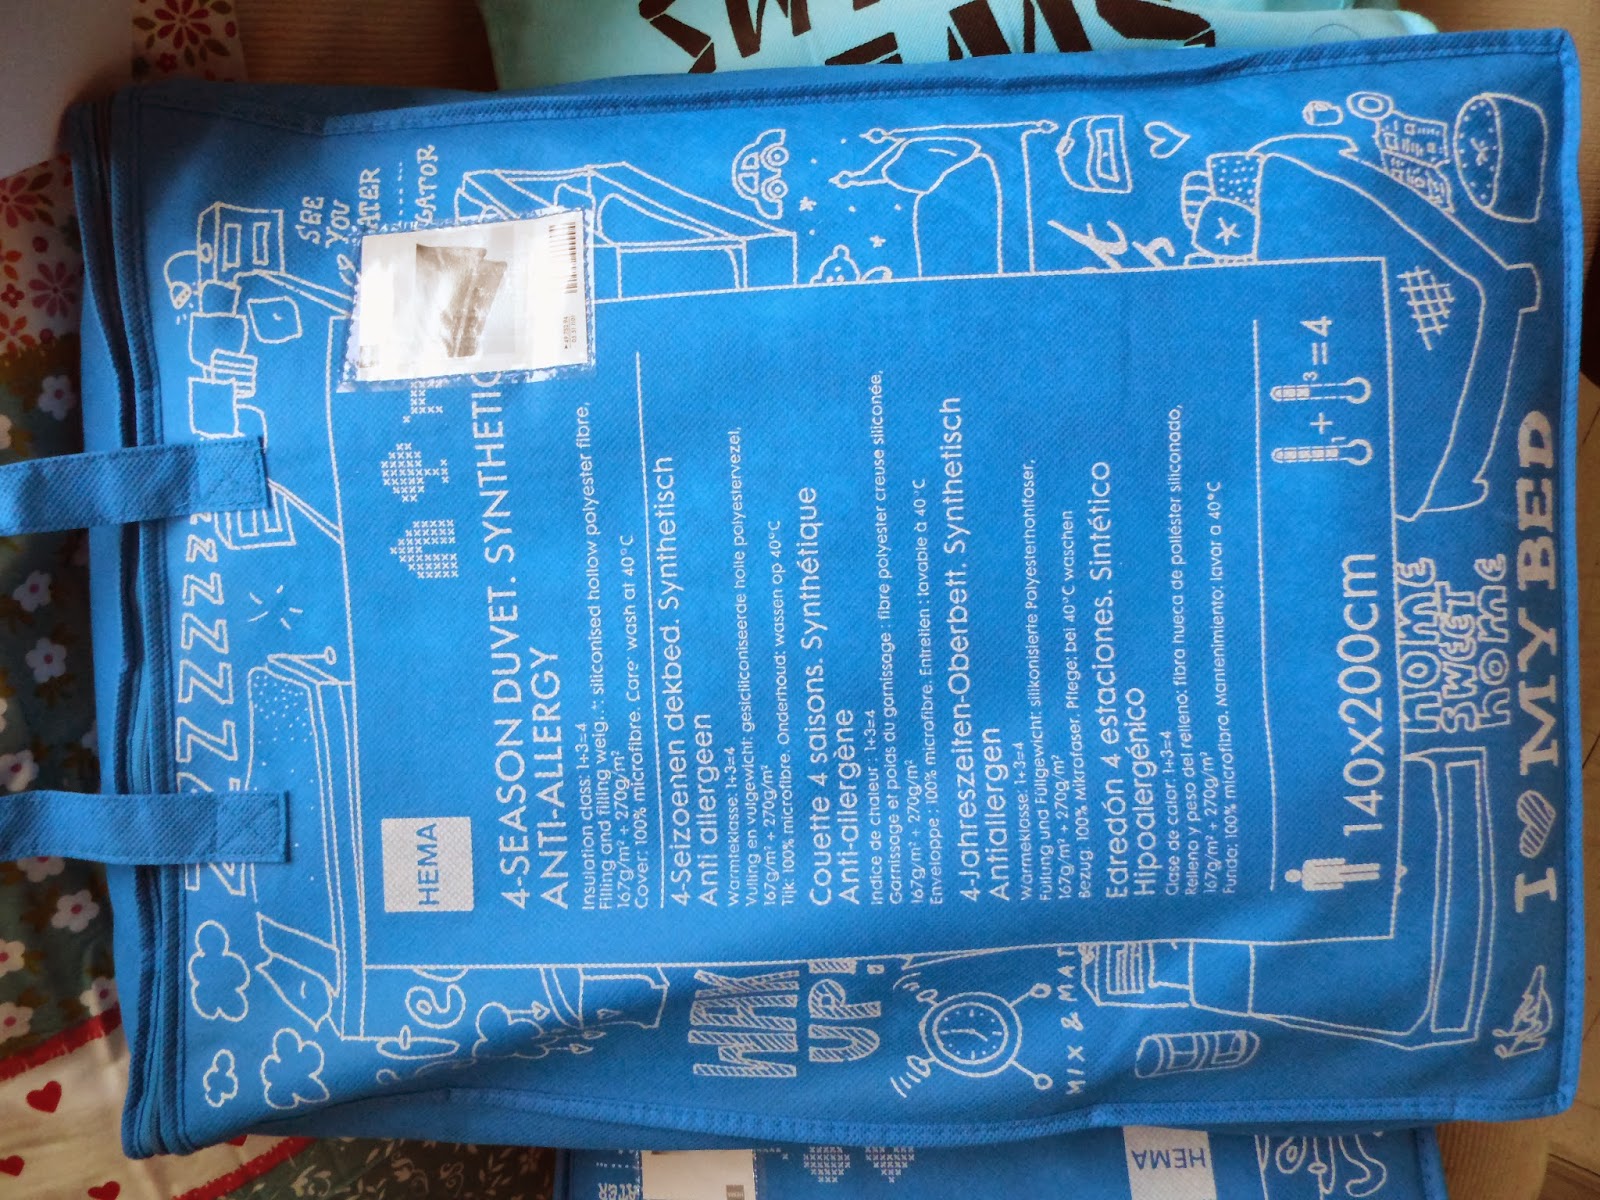 SEE
YOU
LATER
GATOR
HEMA
4-SEASON DUVET. SYNTHETIC
ANTI-ALLERGY
Insulation class: 1+3=4
Filling and filling weig siliconised hollow polyester fibre,
167g/m² + 270g/m²
Cover: 100% microfibre. Care: wash at 40°C
4-Seizoenen dekbed. Synthetisch
Anti allergeen
Warmteklasse: 1+3=4
Vulling en vulgewicht: gesiliconiseerde holle polyestervezel,
167g/m² + 270g/m²
Tijk: 100% microfibre. Onderhoud: wassen op 40°C
Couette 4 saisons. Synthétique
Anti-allergène
Indice de chaleur : 1+3=4
Garnissage et poids du garnissage : fibre polyester creuse siliconée,
167g/m² + 270g/m²
Enveloppe : 100% microfibre. Entretien : lavable à 40°C
4-Jahreszeiten-Oberbett. Synthetisch
Antiallergen
Wärmeklasse: 1+3=4
Füllung und Füllgewicht: silikonisierte Polyesterhohlfaser,
167g/m² + 270g/m²
Bezug: 100% Mikrofaser. Pflege: bei 40°C waschen
Edredón 4 estaciones. Sintético
Hipoalergénico
Clase de calor: 1+3=4
Relleno y peso del relleno: fibra hueca de poliéster siliconado,
167g/m² + 270g/m²
Funda: 100% microfibra. Mantenimiento: lavar a 40°C
140x200cm
1 + 3 = 4
WAKE
UP!
MIX & MAT
HOME
SWEET
HOME
I MY BED
HEMA